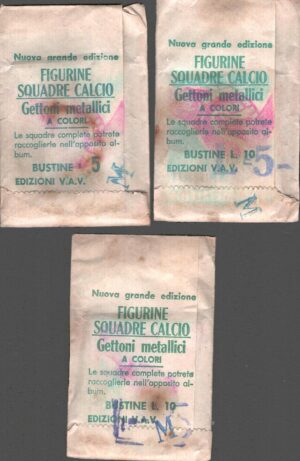 Nuova grande edizione
FIGURINE
SQUADRE CALCIO
Gettoni metallici
A COLORI
Le squadre complete potrete
raccoglierle nell'apposito al-
bum.
BUSTINE 5
EDIZIONI V.A.V.
M
Nuova grande edizione
FIGURINE
SQUADRE CALCIO
Gettoni metallici
A COLORI
Le squadre complete potrete
raccoglierle nell'apposito al-
bum.
BUSTINE L. 10
EDIZIONI V.A.V. -5-
M
Nuova grande edizione
FIGURINE
SQUADRE CALCIO
Gettoni metallici
A COLORI
Le squadre complete potrete
raccoglierle nell'apposito al-
bum.
BUSTINE L. 10
EDIZIONI V.A.V.
M